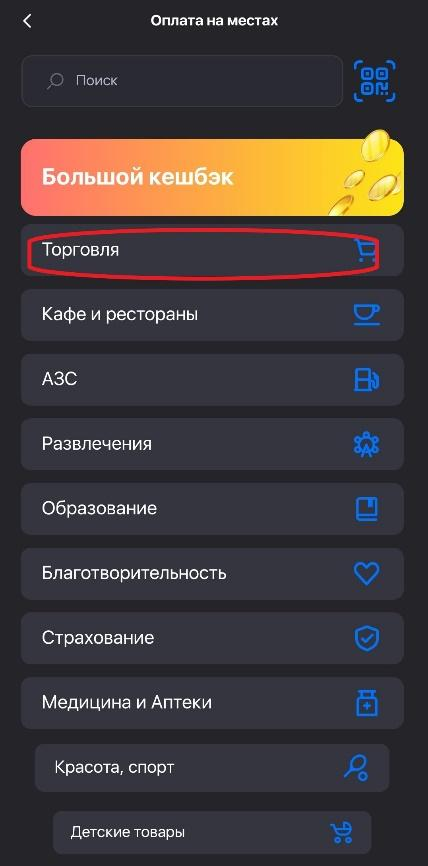 Оплата на местах
Поиск
Большой кешбэк
Торговля
Кафе и рестораны
АЗС
Развлечения
Образование
Благотворительность
Страхование
Медицина и Аптеки
Красота, спорт
Детские товары